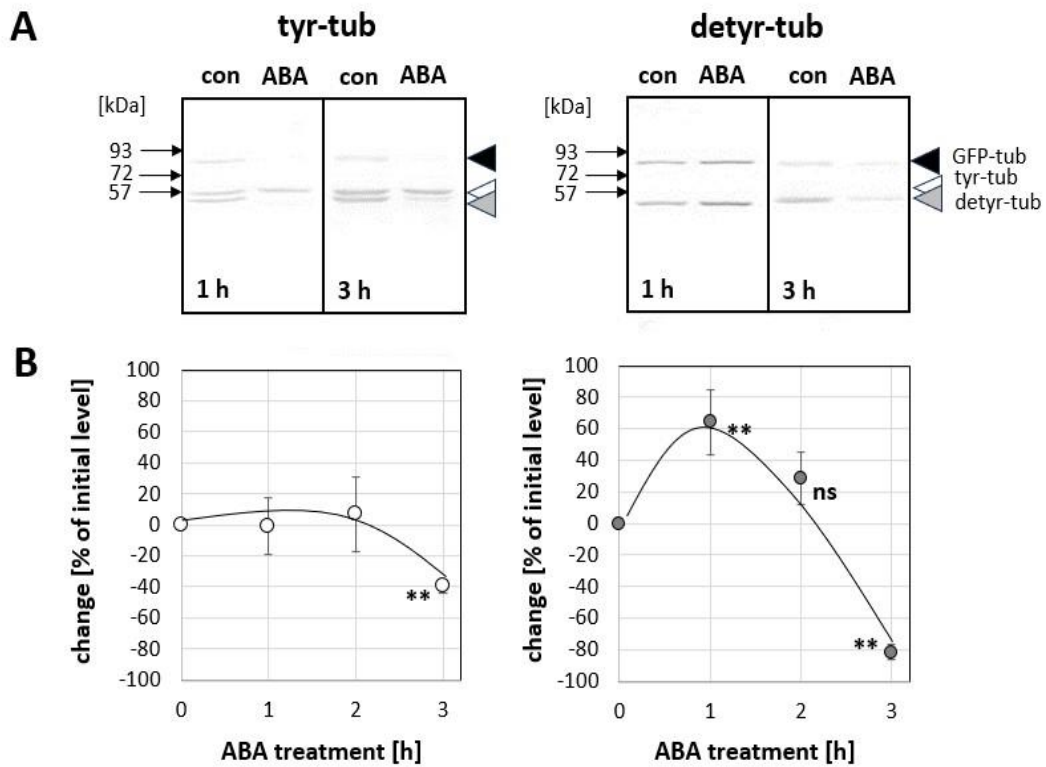 A
tyr-tub
detyr-tub
con ABA con ABA
con ABA con ABA
[kDa]
93
72
57
1 h
3 h
[kDa]
93
72
57
1 h
3 h
GFP-tub
tyr-tub
detyr-tub
B
change [% of initial level]
100
80
60
40
20
0
-20
-40
-60
-80
-100
**
0 1 2 3
ABA treatment [h]
change [% of initial level]
100
80
60
40
20
0
-20
-40
-60
-80
-100
**
ns
**
0 1 2 3
ABA treatment [h]